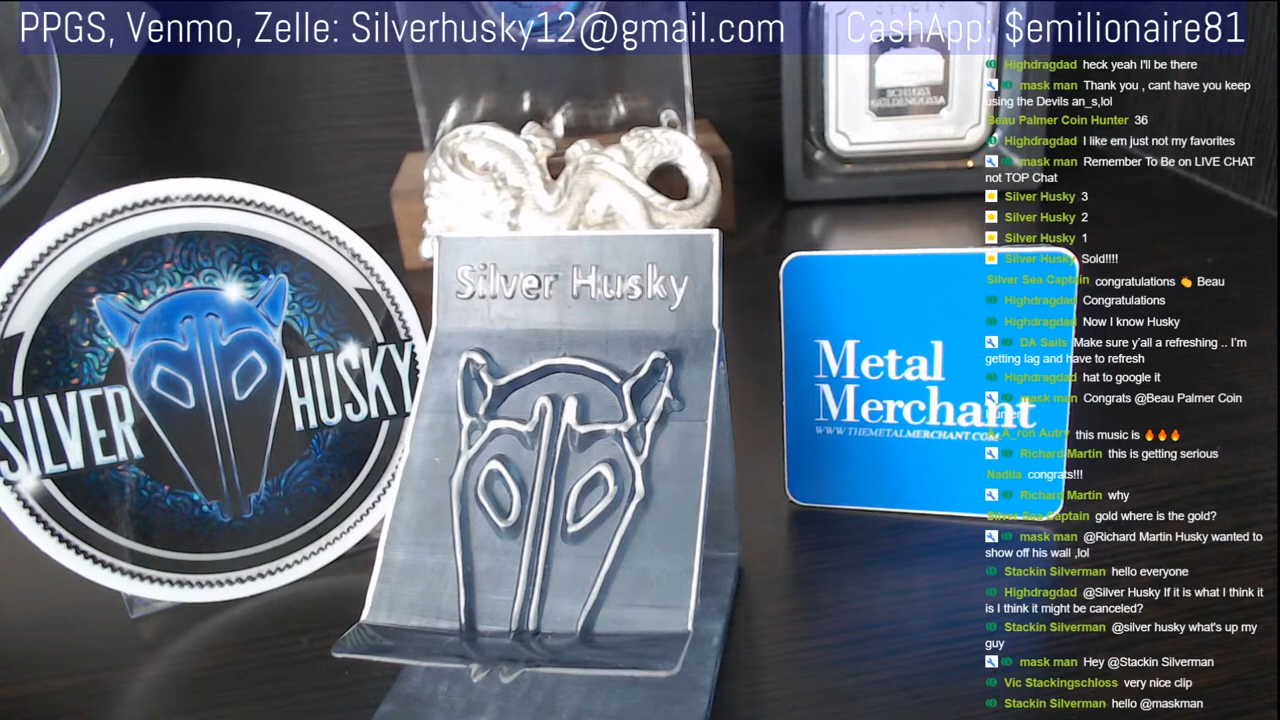 PPGS, Venmo, Zelle: Silverhusky12@gmail.com
CashApp: $emilionaire81
SCHLOSS
GULDENGOSSA
Silver Husky
SILVER
HUSKY
Metal
Merchant
WWW.THEMETALMERCHANT.COM
Highdragdad heck yeah I'll be there
mask man Thank you , cant have you keep
using the Devils an_s,lol
Beau Palmer Coin Hunter 36
Highdragdad I like em just not my favorites
mask man Remember To Be on LIVE CHAT
not TOP Chat
Silver Husky 3
Silver Husky 2
Silver Husky 1
Silver Husky Sold!!!!
Silver Sea Captain congratulations 👏 Beau
Highdragdad Congratulations
Highdragdad Now I know Husky
DA Sails Make sure y'all a refreshing .. I'm
getting lag and have to refresh
Highdragdad hat to google it
mask man Congrats @Beau Palmer Coin
Hunter
A_A_ron Autry this music is 🔥🔥🔥
Richard Martin this is getting serious
Nadila congrats!!!
Richard Martin why
Silver Sea Captain gold where is the gold?
mask man @Richard Martin Husky wanted to
show off his wall ,lol
Stackin Silverman hello everyone
Highdragdad @Silver Husky If it is what I think it
is I think it might be canceled?
Stackin Silverman @silver husky what's up my
guy
mask man Hey @Stackin Silverman
Vic Stackingschloss very nice clip
Stackin Silverman hello @maskman